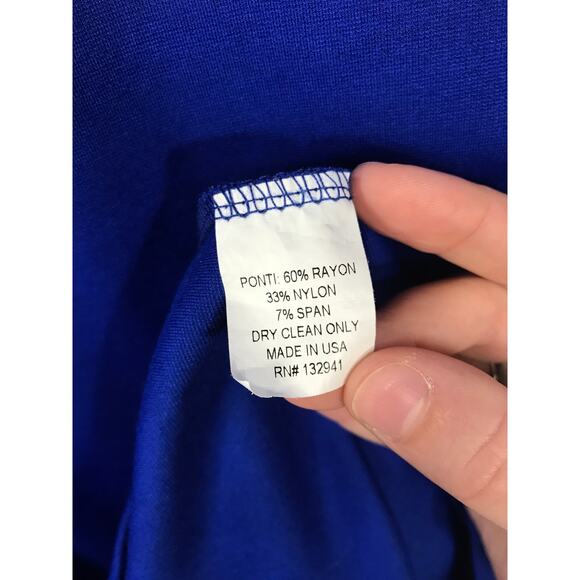 PONTI: 60% RAYON
33% NYLON
7% SPAN
DRY CLEAN ONLY
MADE IN USA
RN# 132941